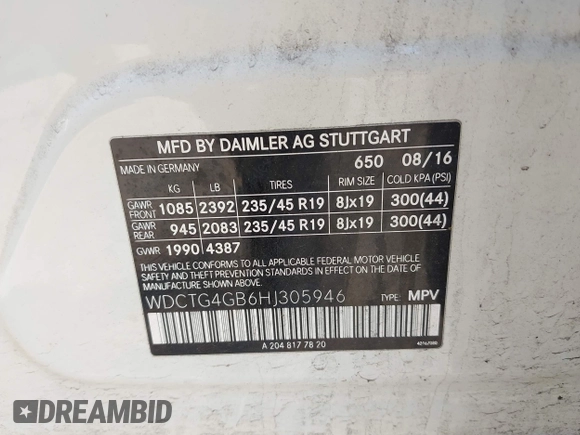 MFD BY DAIMLER AG STUTTGART
MADE IN GERMANY 650 08/16
KG LB TIRES RIM SIZE COLD KPA (PSI)
GAWR FRONT 1085 2392 235/45 R19 8Jx19 300(44)
GAWR REAR 945 2083 235/45 R19 8Jx19 300(44)
GVWR 1990 4387
THIS VEHICLE CONFORMS TO ALL APPLICABLE FEDERAL MOTOR VEHICLE
SAFETY, BUMPER, AND THEFT PREVENTION STANDARDS IN EFFECT ON THE DATE OF
MANUFACTURE SHOWN ABOVE.
WDCTG4GB6HJ305946 TYPE: MPV
A 204 817 78 20
DREAMBID